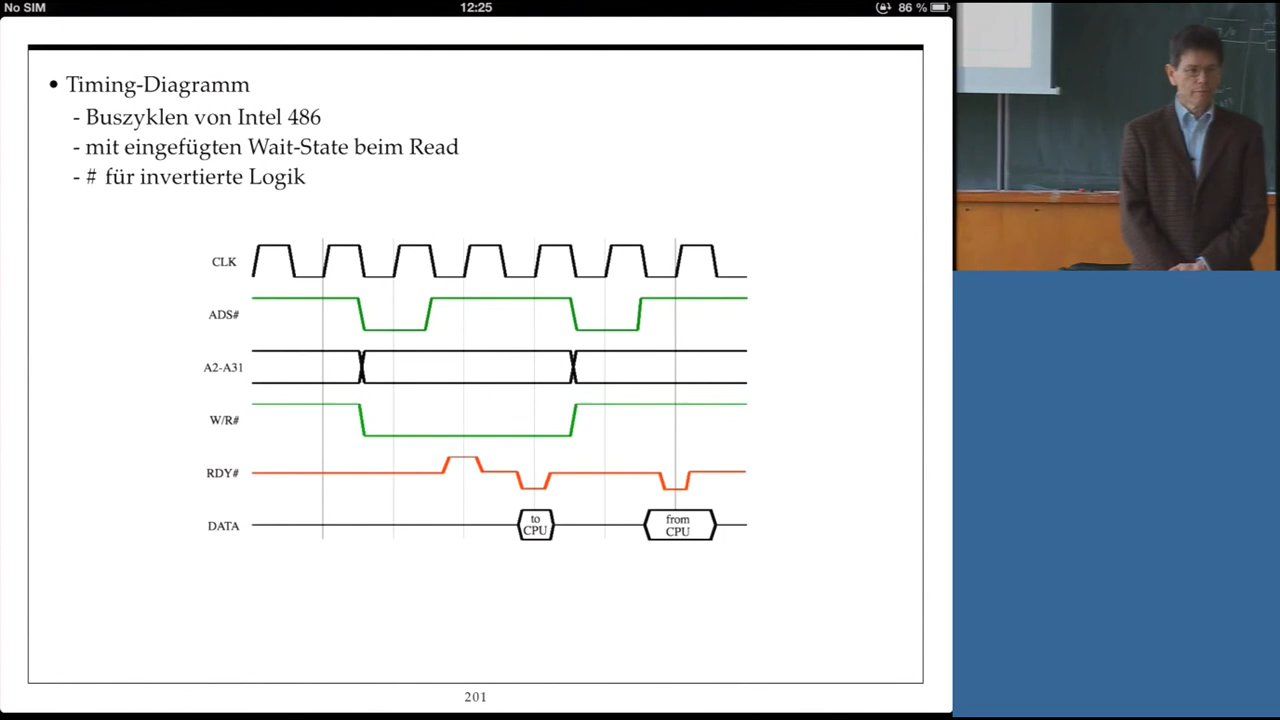 No SIM 12:25 86 %
• Timing-Diagramm
- Buszyklen von Intel 486
- mit eingefügten Wait-State beim Read
- # für invertierte Logik
CLK
ADS#
A2-A31
W/R#
RDY#
DATA
to
CPU
from
CPU
201